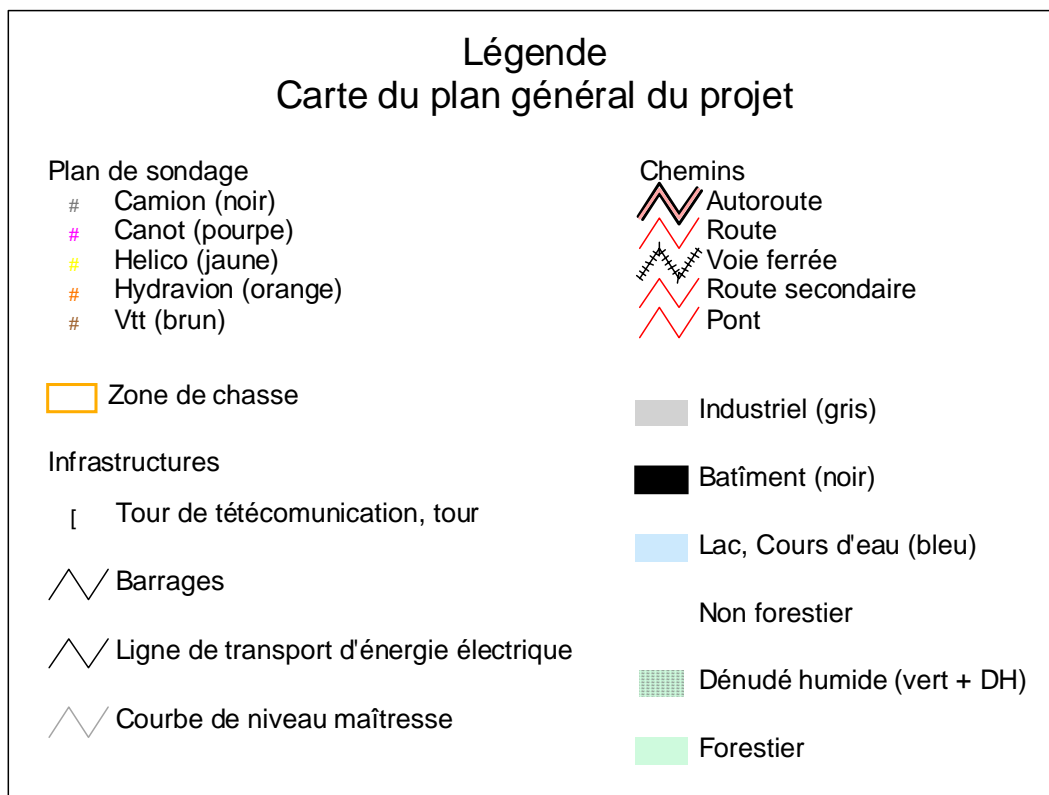 Légende
Carte du plan général du projet
Plan de sondage
# Camion (noir)
# Canot (pourpe)
# Helico (jaune)
# Hydravion (orange)
# Vtt (brun)
Zone de chasse
Infrastructures
[ Tour de tétécomunication, tour
Barrages
Ligne de transport d'énergie électrique
Courbe de niveau maîtresse
Chemins
Autoroute
Route
Voie ferrée
Route secondaire
Pont
Industriel (gris)
Batîment (noir)
Lac, Cours d'eau (bleu)
Non forestier
Dénudé humide (vert + DH)
Forestier